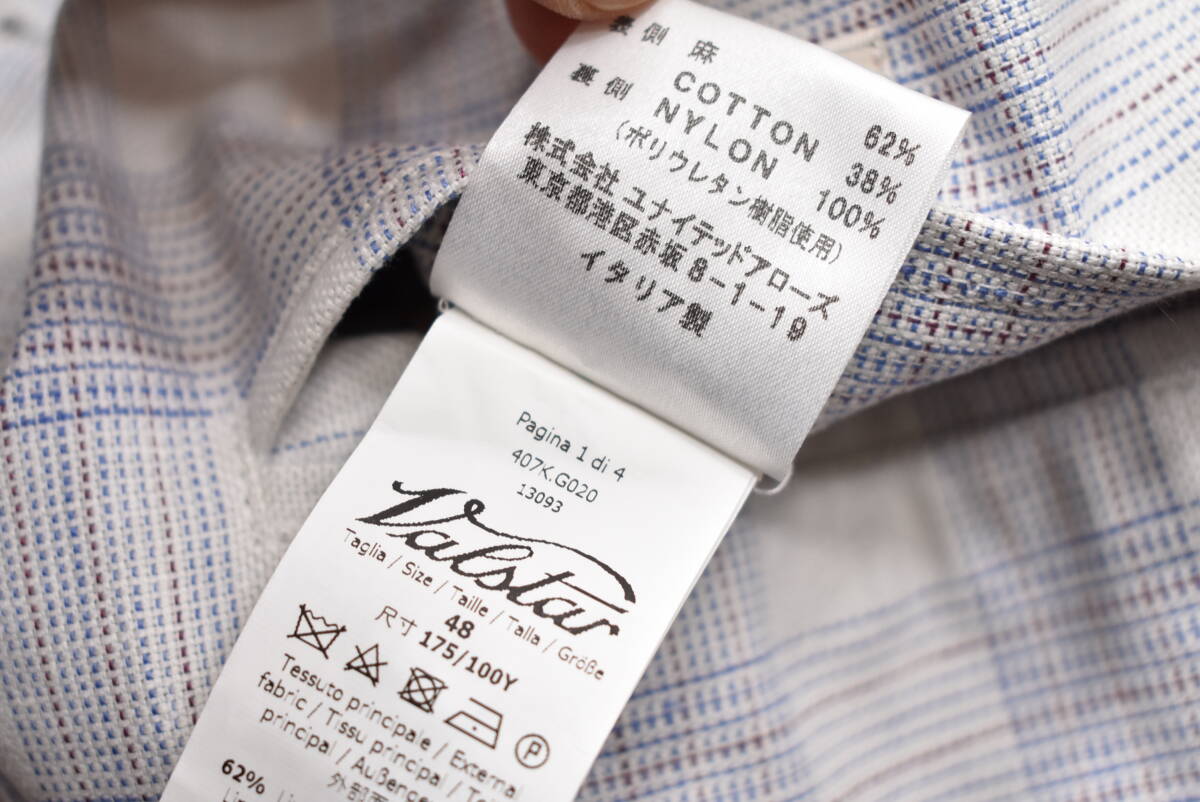 表側 麻 62%
COTTON 38%
裏側 NYLON 100%
(ポリウレタン樹脂使用)
株式会社 ユナイテッドアローズ
東京都港区赤坂8-1-19
イタリア製
Pagina 1 di 4
407K.G020
13093
Valstar
Taglia / Size / Taille / Talla / Größe
48
尺寸 175/100Y
P
Tessuto principale / External
fabric / Tissu principal / Tejido
principal / Außenge
外部面
62%